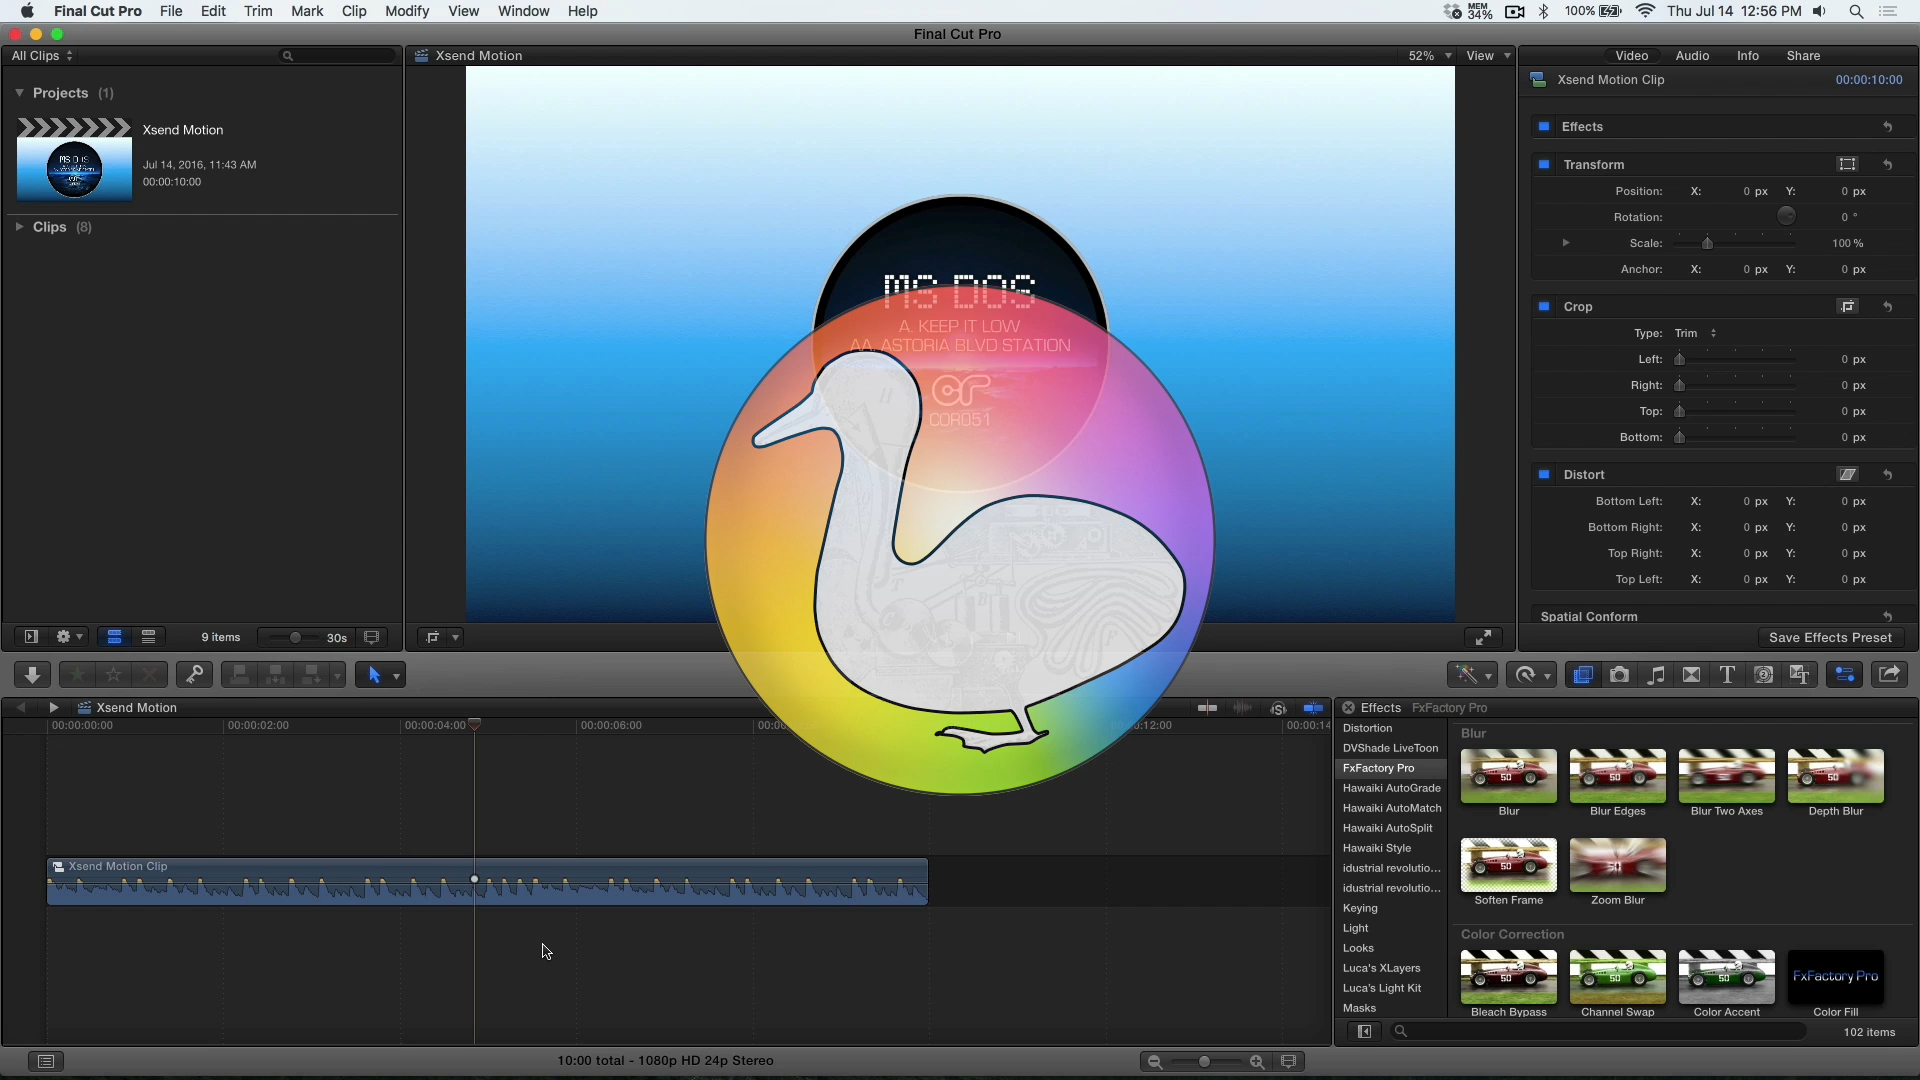 Final Cut Pro File Edit Trim Mark Clip Modify View Window Help
MEM 34% 100% Thu Jul 14 12:56 PM
Final Cut Pro
All Clips
Projects (1)
Xsend Motion
Jul 14, 2016, 11:43 AM
00:00:10:00
Clips (8)
9 items 30s
Xsend Motion 52% View
MS DOS
A. KEEP IT LOW
AA. ASTORIA BLVD STATION
COR051
Video Audio Info Share
Xsend Motion Clip 00:00:10:00
Effects
Transform
Position: X: 0 px Y: 0 px
Rotation: 0 °
Scale: 100 %
Anchor: X: 0 px Y: 0 px
Crop
Type: Trim
Left: 0 px
Right: 0 px
Top: 0 px
Bottom: 0 px
Distort
Bottom Left: X: 0 px Y: 0 px
Bottom Right: X: 0 px Y: 0 px
Top Right: X: 0 px Y: 0 px
Top Left: X: 0 px Y: 0 px
Spatial Conform
Save Effects Preset
Xsend Motion
00:00:00:00 00:00:02:00 00:00:04:00 00:00:06:00 12:00 00:00:14
Xsend Motion Clip
Effects FxFactory Pro
Distortion
DVShade LiveToon
FxFactory Pro
Hawaiki AutoGrade
Hawaiki AutoMatch
Hawaiki AutoSplit
Hawaiki Style
idustrial revolutio...
idustrial revolutio...
Keying
Light
Looks
Luca's XLayers
Luca's Light Kit
Masks
Blur
Blur Blur Edges Blur Two Axes Depth Blur
Soften Frame Zoom Blur
Color Correction
FxFactory Pro
Bleach Bypass Channel Swap Color Accent Color Fill
102 items
10:00 total - 1080p HD 24p Stereo